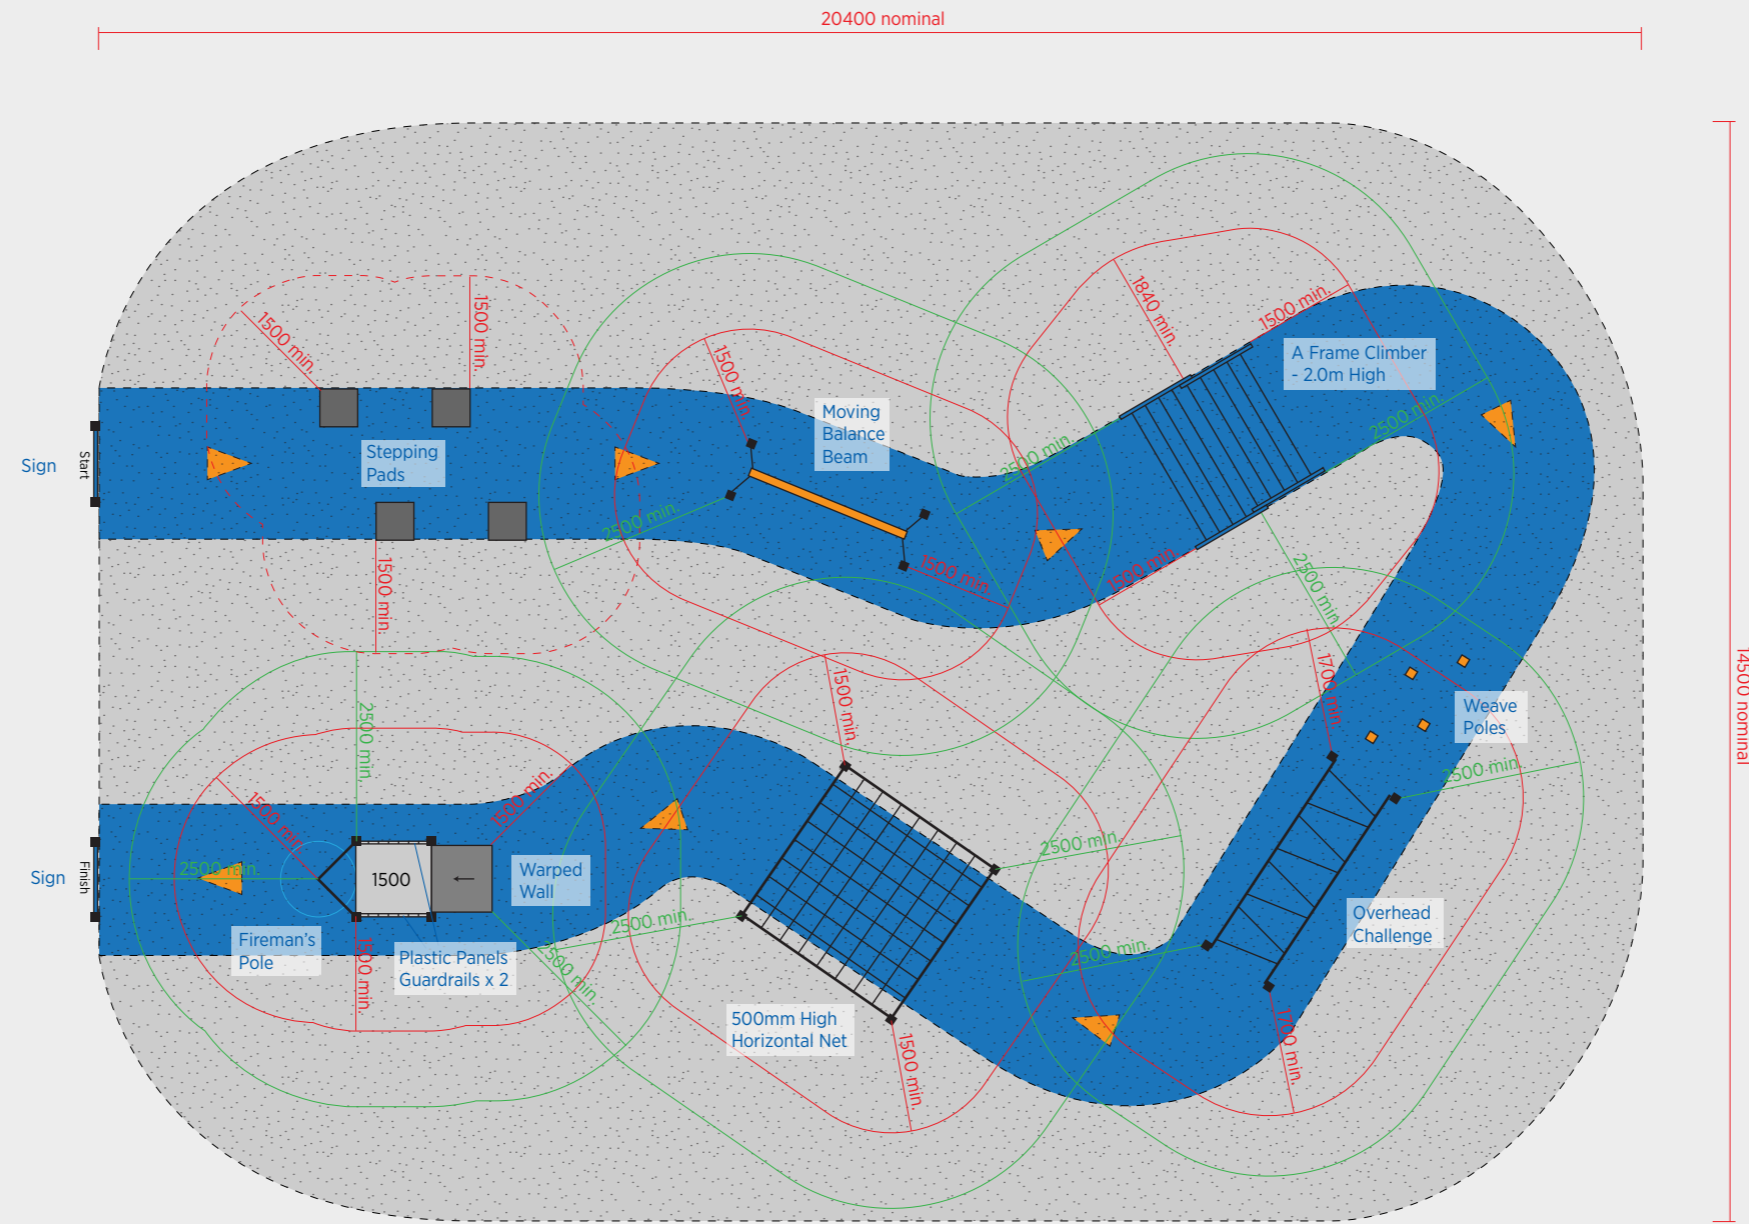 20400 nominal
14500 nominal
1500 min.
1500 min.
1500 min.
1840 min.
1500 min.
A Frame Climber
- 2.0m High
Moving
Balance
Beam
2500 min.
2500 min.
Sign
Start
Stepping
Pads
2500 min.
1500 min.
1500 min.
1500 min.
2500 min.
1700 min.
1500 min.
2500 min.
Weave
Poles
2500 min.
1500 min.
1500 min.
2500 min.
Sign
Finish
2500 min.
1500
Warped
Wall
2500 min.
Overhead
Challenge
Fireman's
Pole
1500 min.
Plastic Panels
Guardrails x 2
2500 min.
2500 min.
500mm High
Horizontal Net
1500 min.
1700 min.